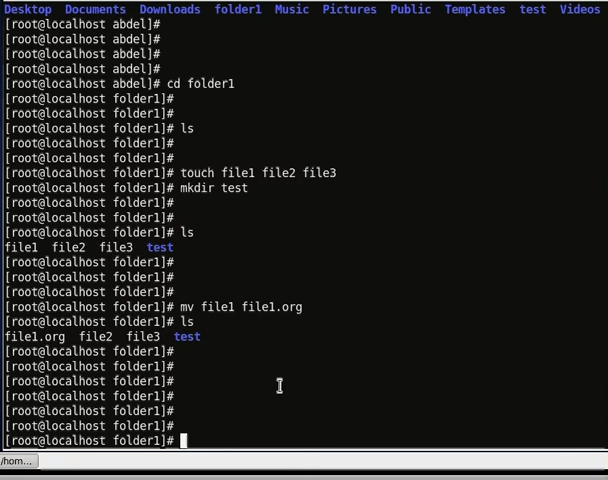 Desktop Documents Downloads folder1 Music Pictures Public Templates test Videos
[root@localhost abdel]#
[root@localhost abdel]#
[root@localhost abdel]#
[root@localhost abdel]#
[root@localhost abdel]# cd folder1
[root@localhost folder1]#
[root@localhost folder1]#
[root@localhost folder1]# ls
[root@localhost folder1]#
[root@localhost folder1]#
[root@localhost folder1]# touch file1 file2 file3
[root@localhost folder1]# mkdir test
[root@localhost folder1]#
[root@localhost folder1]#
[root@localhost folder1]# ls
file1 file2 file3 test
[root@localhost folder1]#
[root@localhost folder1]#
[root@localhost folder1]#
[root@localhost folder1]# mv file1 file1.org
[root@localhost folder1]# ls
file1.org file2 file3 test
[root@localhost folder1]#
[root@localhost folder1]#
[root@localhost folder1]#
[root@localhost folder1]#
[root@localhost folder1]#
[root@localhost folder1]#
[root@localhost folder1]#
/hom...